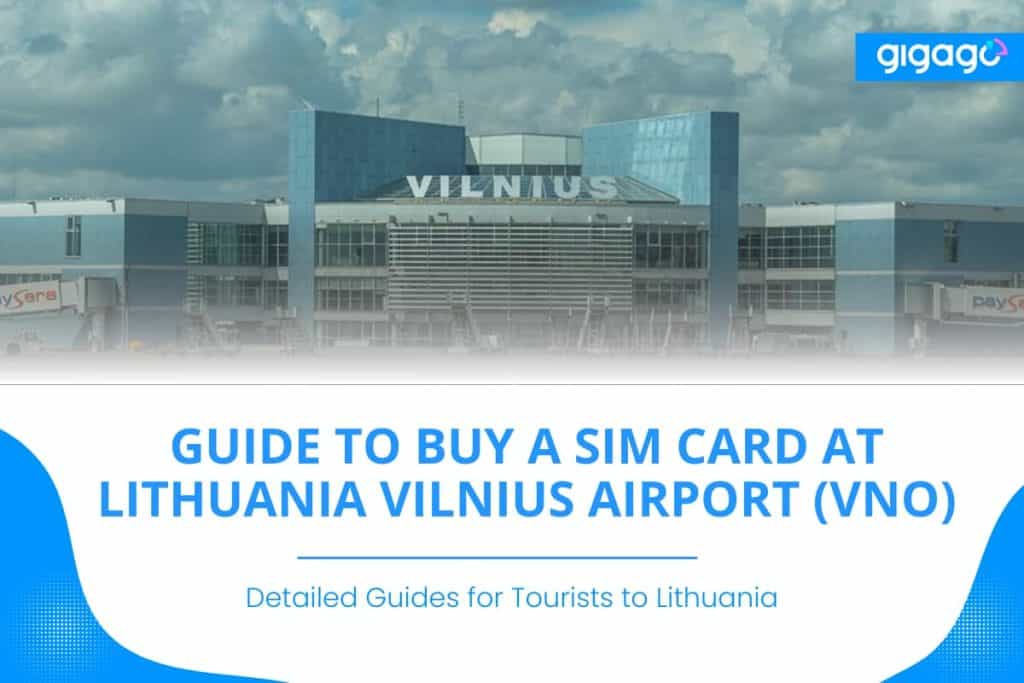 gigago
VILNIUS
paysera
GUIDE TO BUY A SIM CARD AT
LITHUANIA VILNIUS AIRPORT (VNO)
Detailed Guides for Tourists to Lithuania